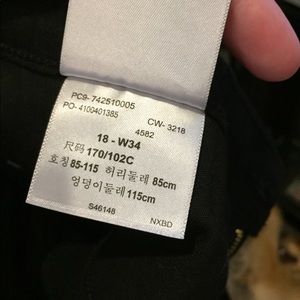 PC9- 742510005
PO- 4100401385
CW- 3218
4582
18 - W34
尺码 170/102C
호칭 85-115 허리둘레 85cm
엉덩이둘레 115cm
S46148
NXBD